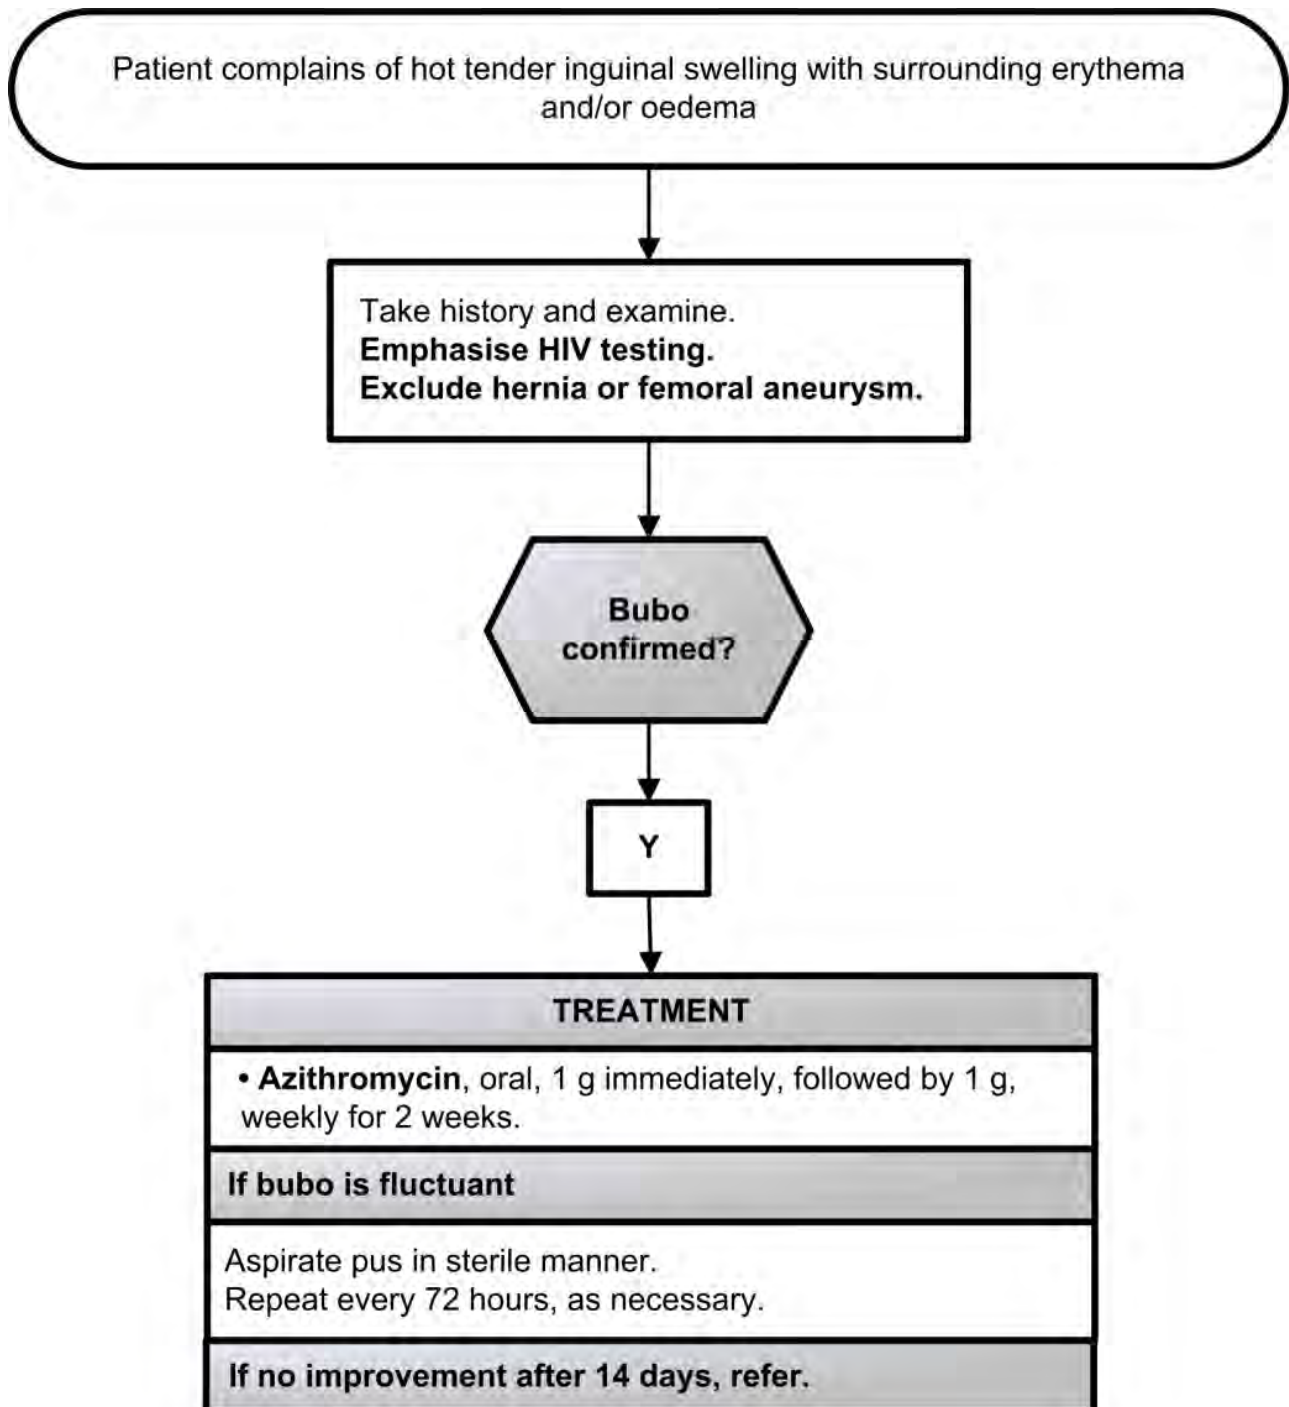 Patient complains of hot tender inguinal swelling with surrounding erythema
and/or oedema
Take history and examine.
Emphasise HIV testing.
Exclude hernia or femoral aneurysm.
Bubo
confirmed?
Y
TREATMENT
• Azithromycin, oral, 1 g immediately, followed by 1 g,
weekly for 2 weeks.
If bubo is fluctuant
Aspirate pus in sterile manner.
Repeat every 72 hours, as necessary.
If no improvement after 14 days, refer.